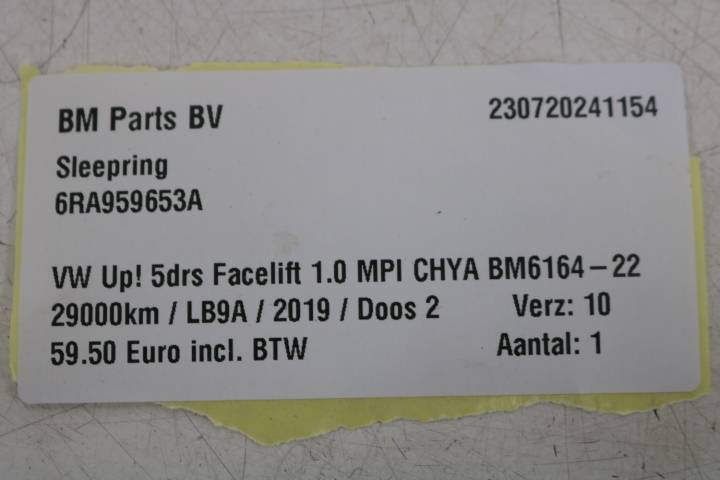 BM Parts BV 230720241154
Sleepring
6RA959653A
VW Up! 5drs Facelift 1.0 MPI CHYA BM6164-22
29000km / LB9A / 2019 / Doos 2 Verz: 10
59.50 Euro incl. BTW Aantal: 1